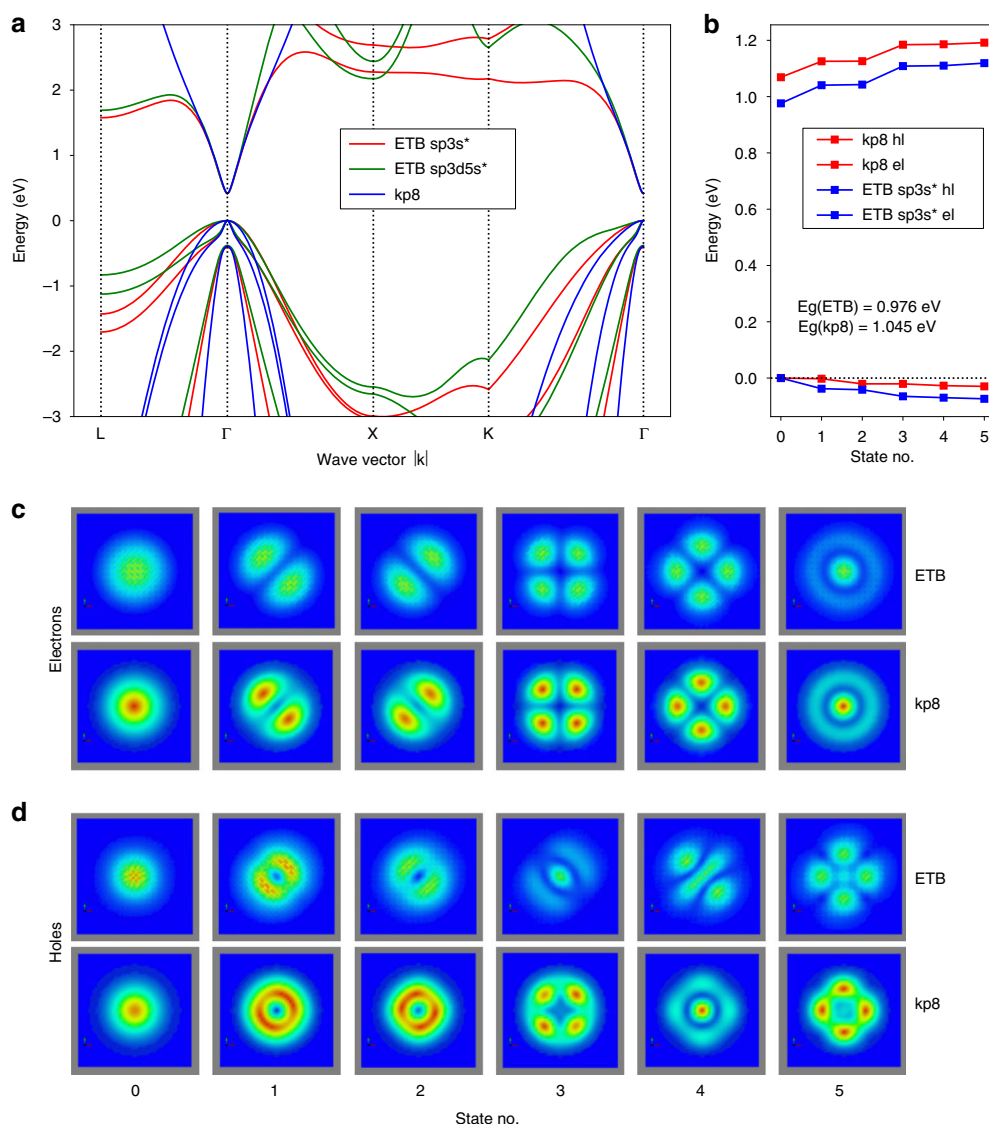 a
3
2
1
0
−1
−2
−3
Energy (eV)
ETB sp3s*
ETB sp3d5s*
kp8
L
Γ
X
K
Γ
Wave vector |k|
b
1.2
1.0
0.8
0.6
0.4
0.2
0.0
Energy (eV)
kp8 hl
kp8 el
ETB sp3s* hl
ETB sp3s* el
Eg(ETB) = 0.976 eV
Eg(kp8) = 1.045 eV
0 1 2 3 4 5
State no.
c
Electrons
ETB
kp8
d
Holes
ETB
kp8
0 1 2 3 4 5
State no.